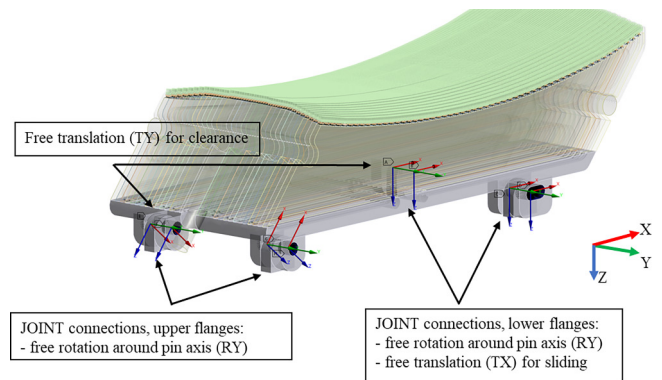 Free translation (TY) for clearance
X
Y
Z
JOINT connections, upper flanges:
- free rotation around pin axis (RY)
JOINT connections, lower flanges:
- free rotation around pin axis (RY)
- free translation (TX) for sliding